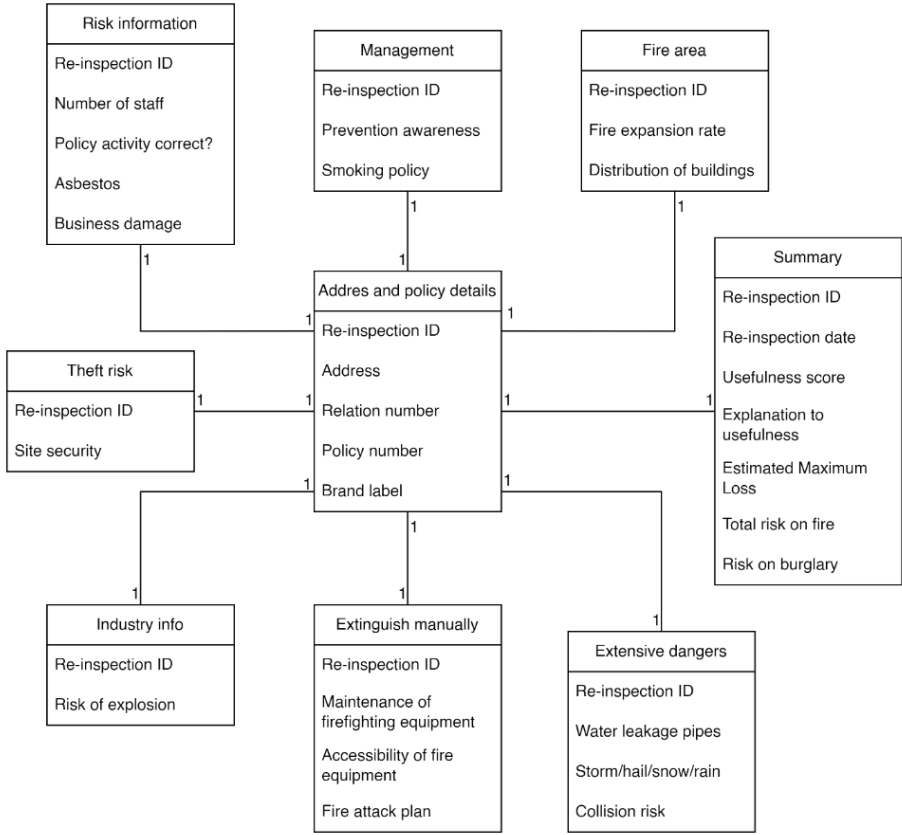 Risk information
Re-inspection ID
Number of staff
Policy activity correct?
Asbestos
Business damage
1
1
Management
Re-inspection ID
Prevention awareness
Smoking policy
1
1
Fire area
Re-inspection ID
Fire expansion rate
Distribution of buildings
1
1
Addres and policy details
Re-inspection ID
Address
Relation number
Policy number
Brand label
Theft risk
Re-inspection ID
Site security
1
1
1
1
Summary
Re-inspection ID
Re-inspection date
Usefulness score
Explanation to
usefulness
Estimated Maximum
Loss
Total risk on fire
Risk on burglary
1
1
Industry info
Re-inspection ID
Risk of explosion
1
1
Extinguish manually
Re-inspection ID
Maintenance of
firefighting equipment
Accessibility of fire
equipment
Fire attack plan
1
1
Extensive dangers
Re-inspection ID
Water leakage pipes
Storm/hail/snow/rain
Collision risk